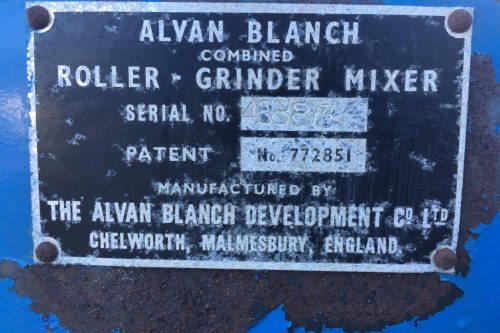 ALVAN BLANCH
COMBINED
ROLLER - GRINDER MIXER
SERIAL NO.
PATENT No. 772851
MANUFACTURED BY
THE ALVAN BLANCH DEVELOPMENT CO LTD
CHELWORTH, MALMESBURY, ENGLAND